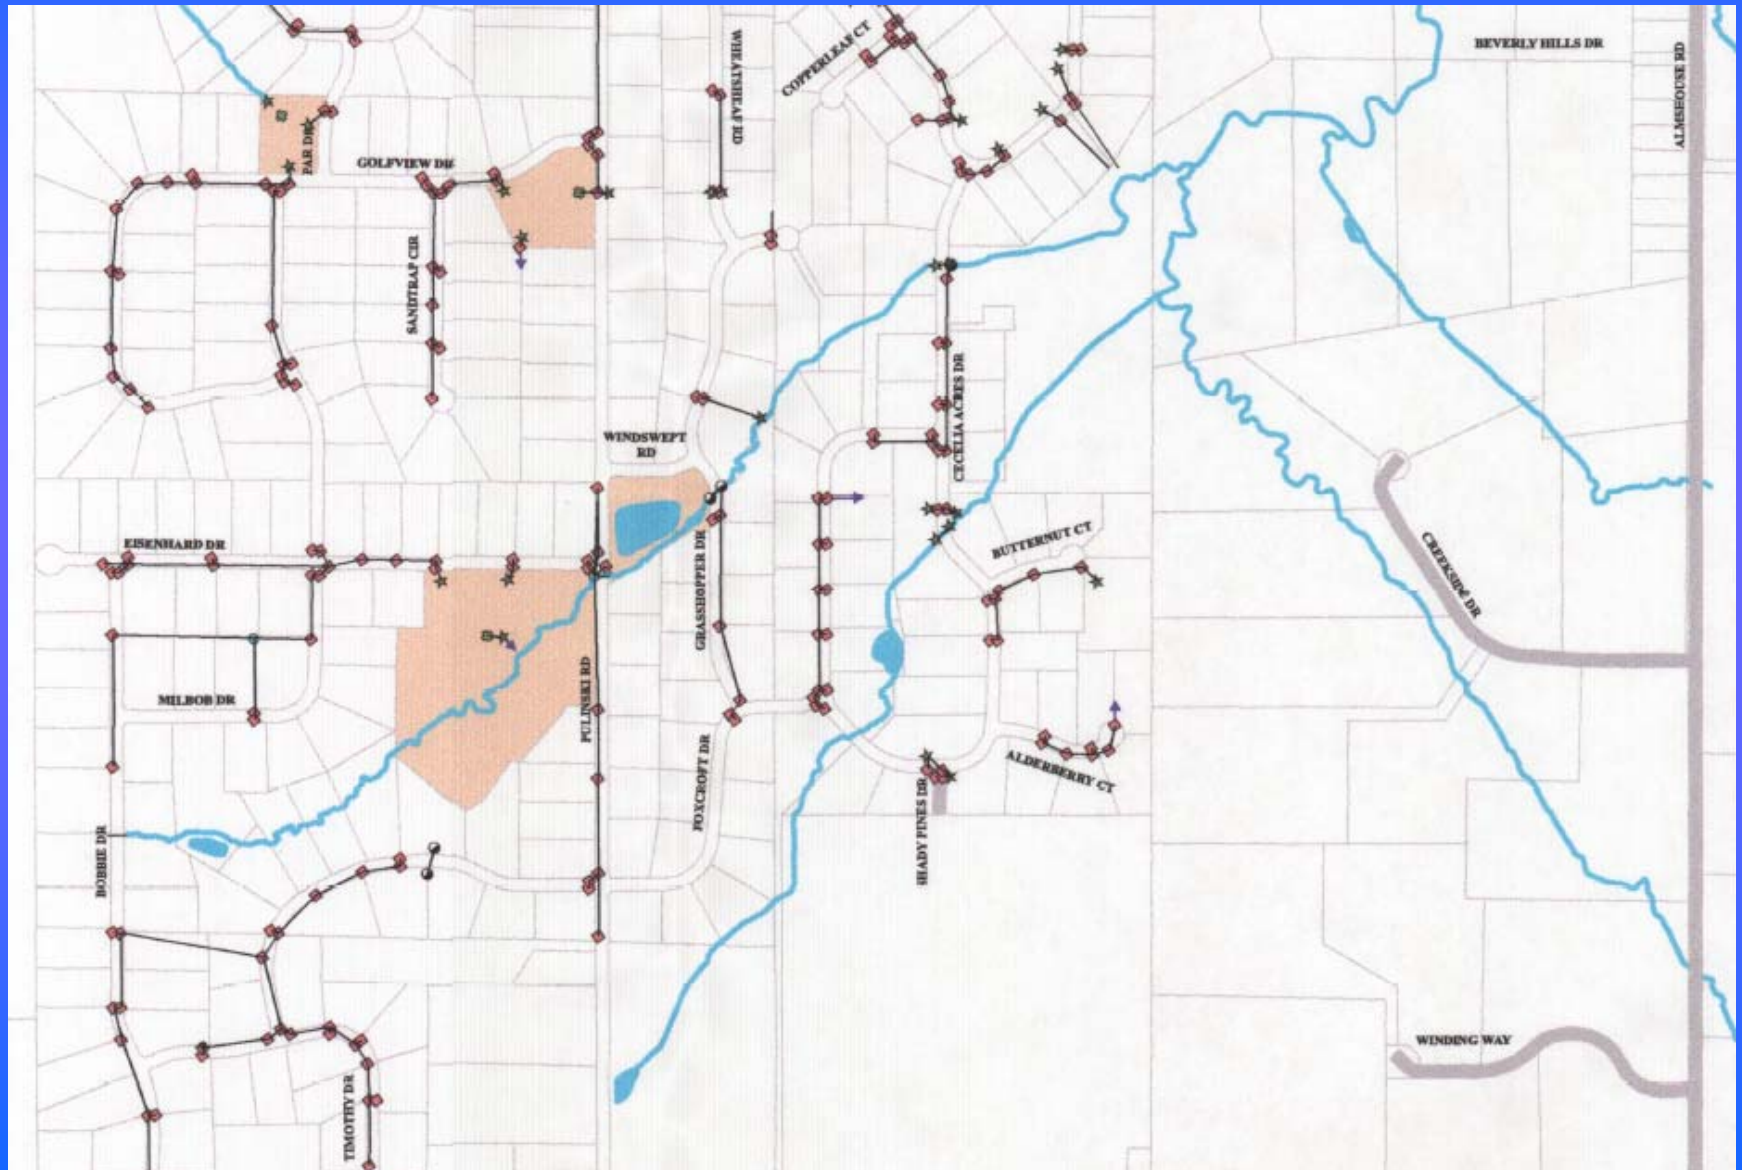 BEVERLY HILLS DR
ALMSHOUSE RD
WHEATSHEAF RD
COPPERLEAF CT
PAR DR
GOLFVIEW DR
SANDTRAP CIR
CECELIA ACRES DR
WINDSWEPT
RD
EISENHARD DR
GRASSHOPPER DR
BUTTERNUT CT
CREEKSIDE DR
MILBOB DR
PULINSKI RD
FOXCROFT DR
ALDERBERRY CT
SHADY PINES DR
BOBBIE DR
WINDING WAY
TIMOTHY DR